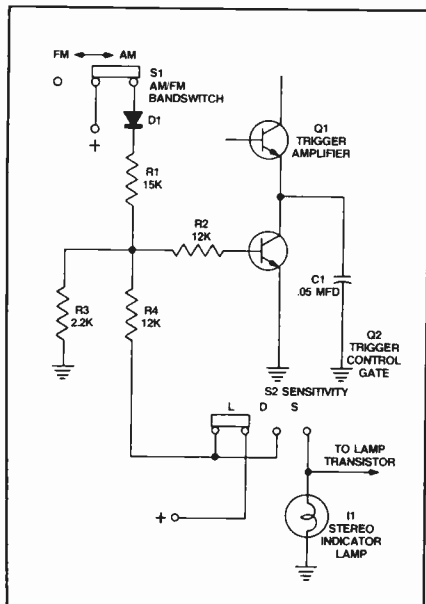 FM AM
S1
AM/FM
BANDSWITCH
+
D1
Q1
TRIGGER
AMPLIFIER
R1
15K
R2
12K
R3
2.2K
R4
12K
C1
.05 MFD
Q2
TRIGGER
CONTROL
GATE
S2 SENSITIVITY
L D S
TO LAMP
TRANSISTOR
+
I1
STEREO
INDICATOR
LAMP